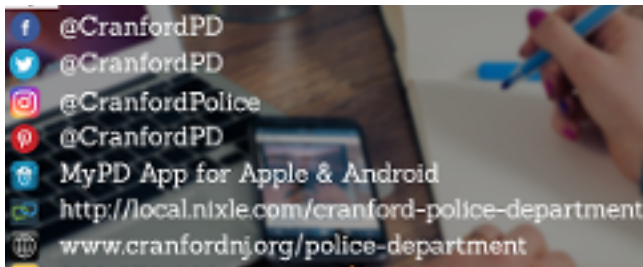 @CranfordPD
@CranfordPD
@CranfordPolice
@CranfordPD
MyPD App for Apple & Android
http://local.nixle.com/cranford-police-department
www.cranfordnj.org/police-department